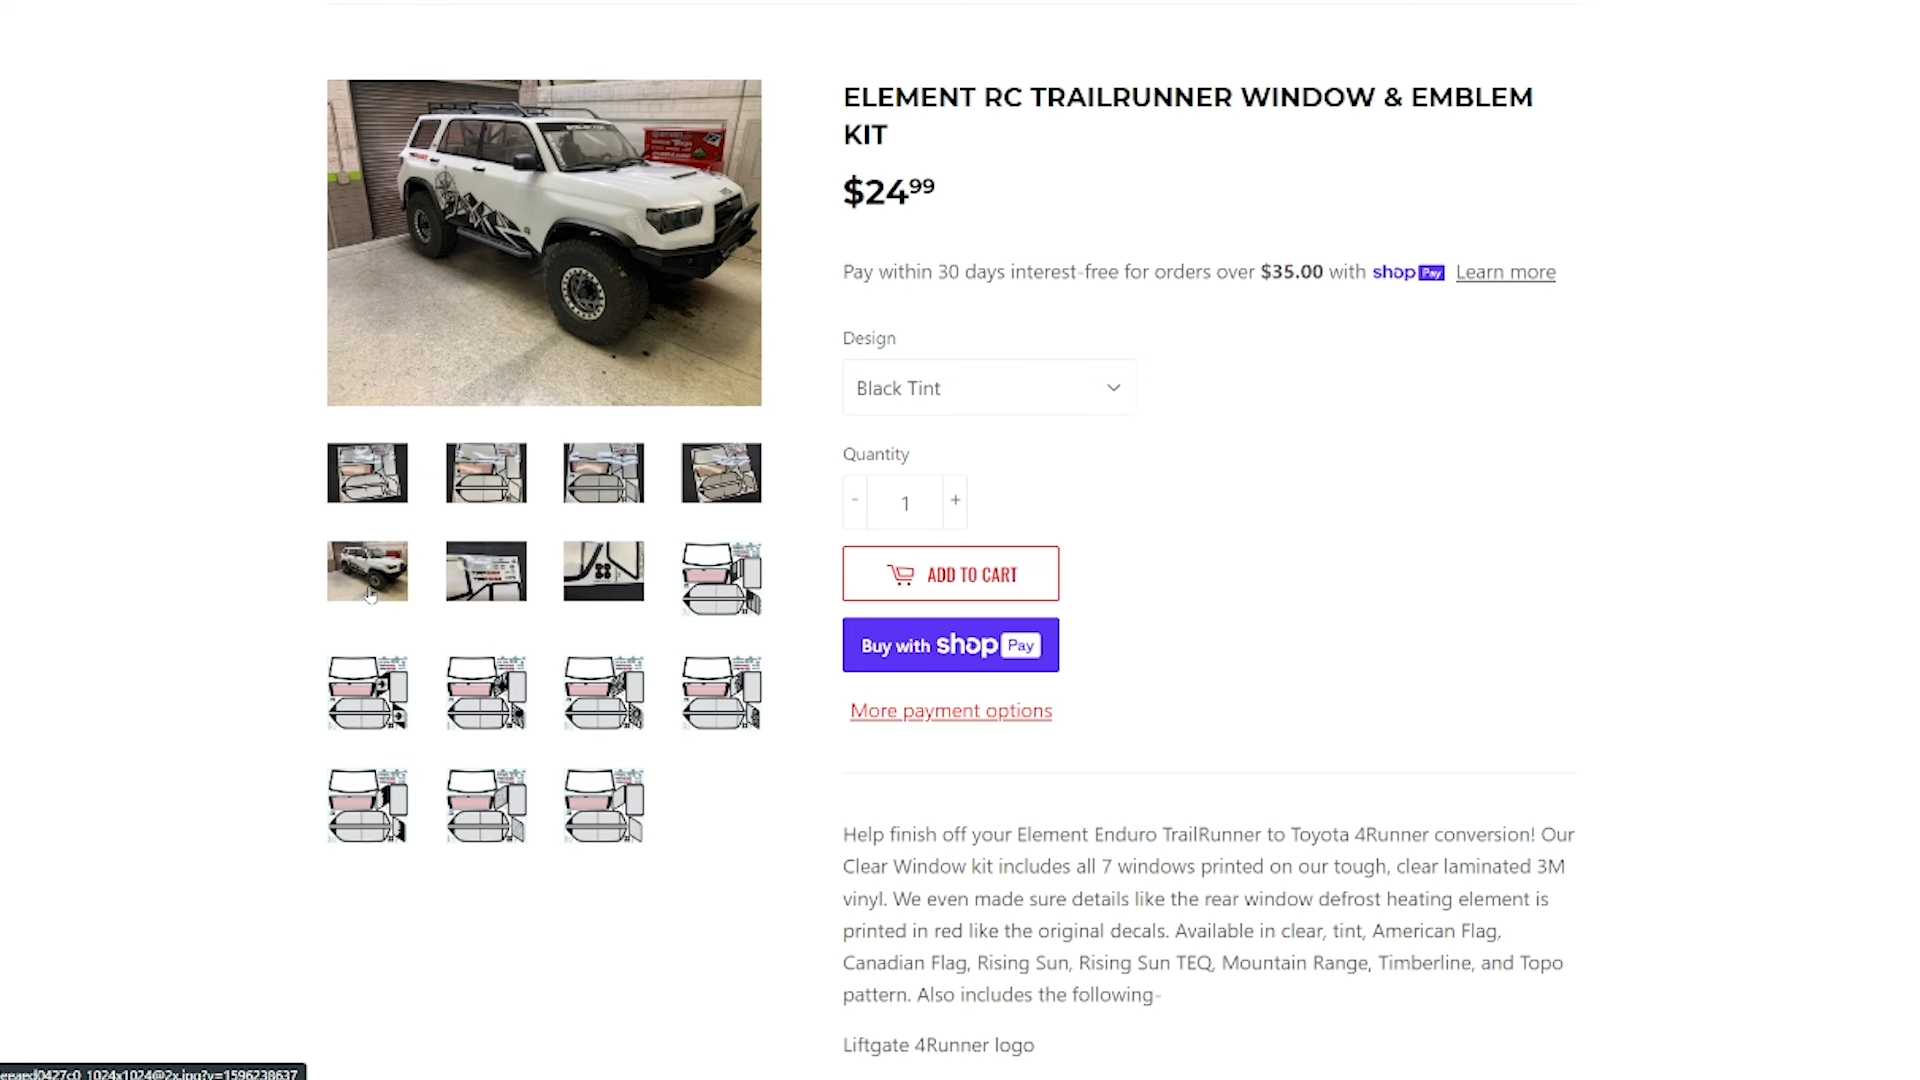 ELEMENT RC TRAILRUNNER WINDOW & EMBLEM
KIT
$24.99
Pay within 30 days interest-free for orders over $35.00 with shop Pay Learn more
Design
Black Tint
Quantity
- 1 +
ADD TO CART
Buy with shop Pay
More payment options
Help finish off your Element Enduro TrailRunner to Toyota 4Runner conversion! Our
Clear Window kit includes all 7 windows printed on our tough, clear laminated 3M
vinyl. We even made sure details like the rear window defrost heating element is
printed in red like the original decals. Available in clear, tint, American Flag,
Canadian Flag, Rising Sun, Rising Sun TEQ, Mountain Range, Timberline, and Topo
pattern. Also includes the following-
Liftgate 4Runner logo
1024x1024@2x.jpg?v=1596238637